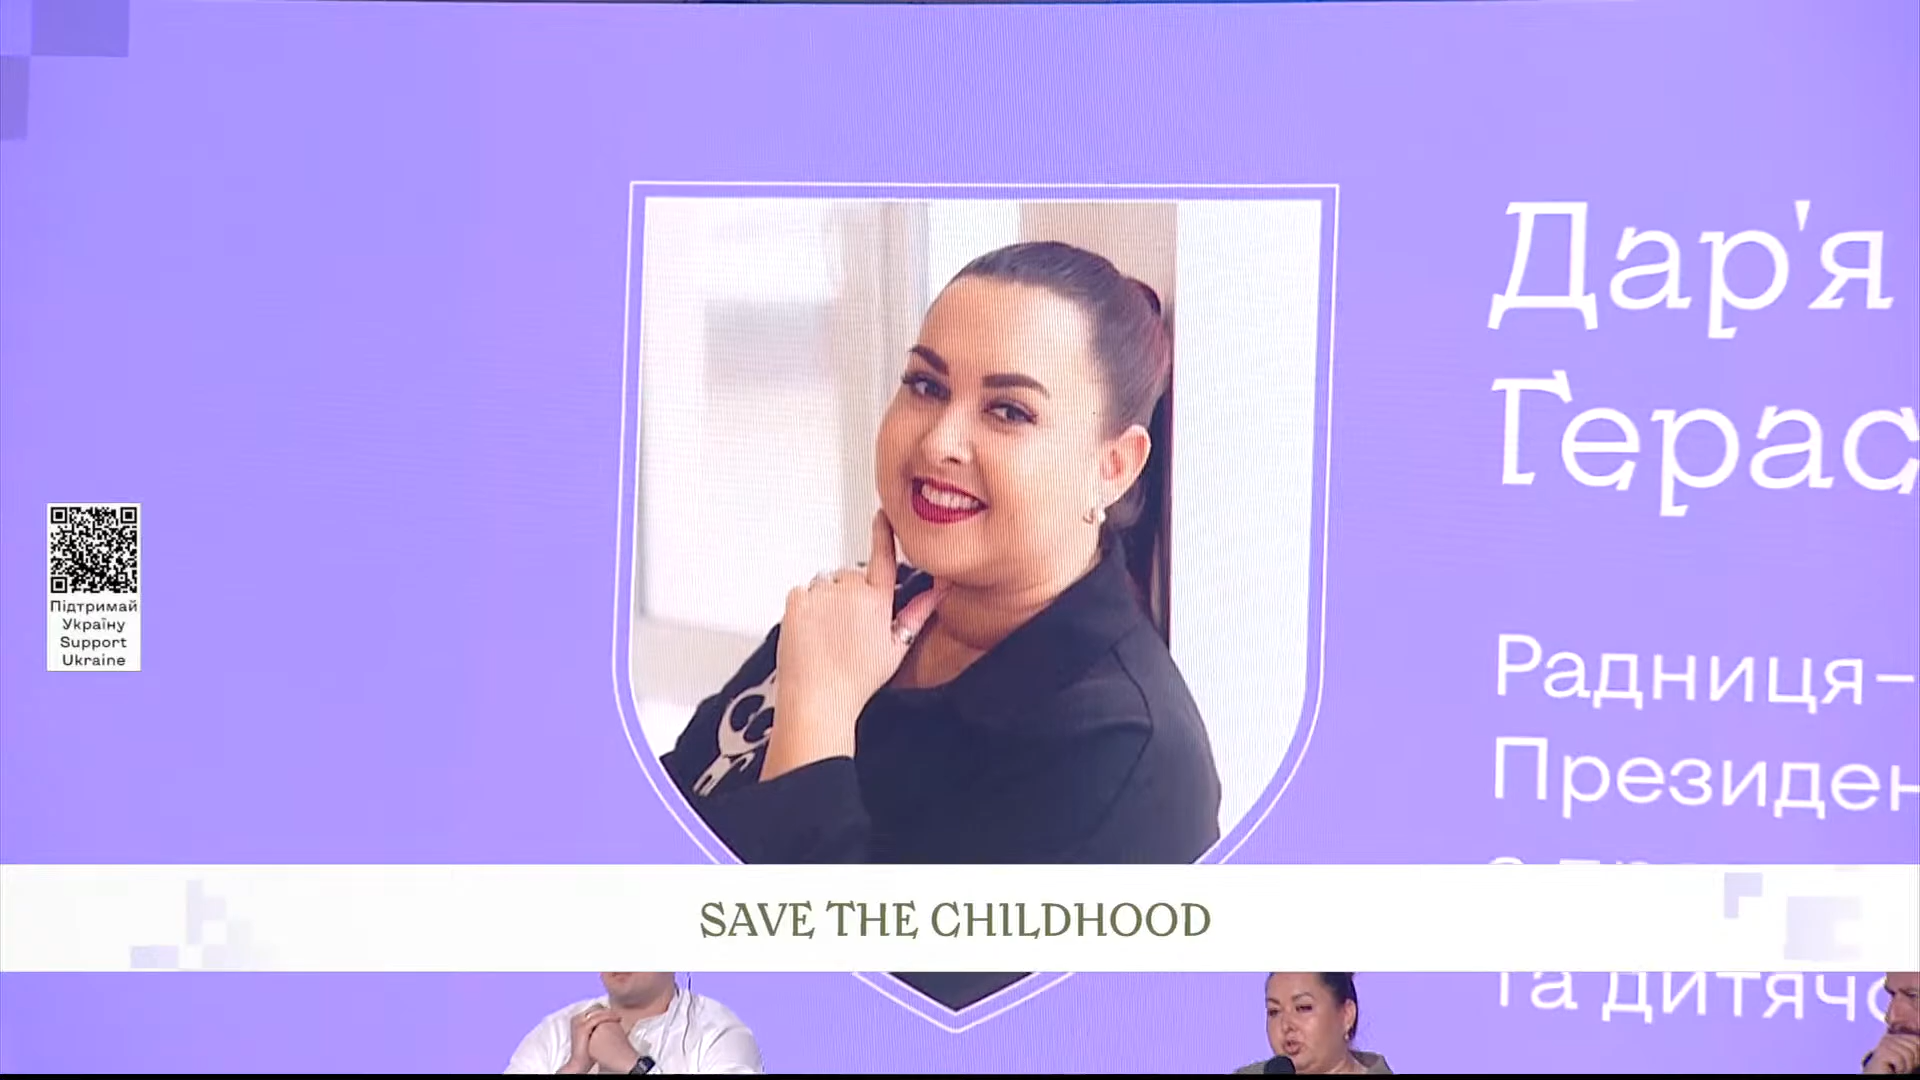 Дар'я
Герас
Радниця-
Президен
та дитячо
SAVE THE CHILDHOOD
Підтримай
Україну
Support
Ukraine